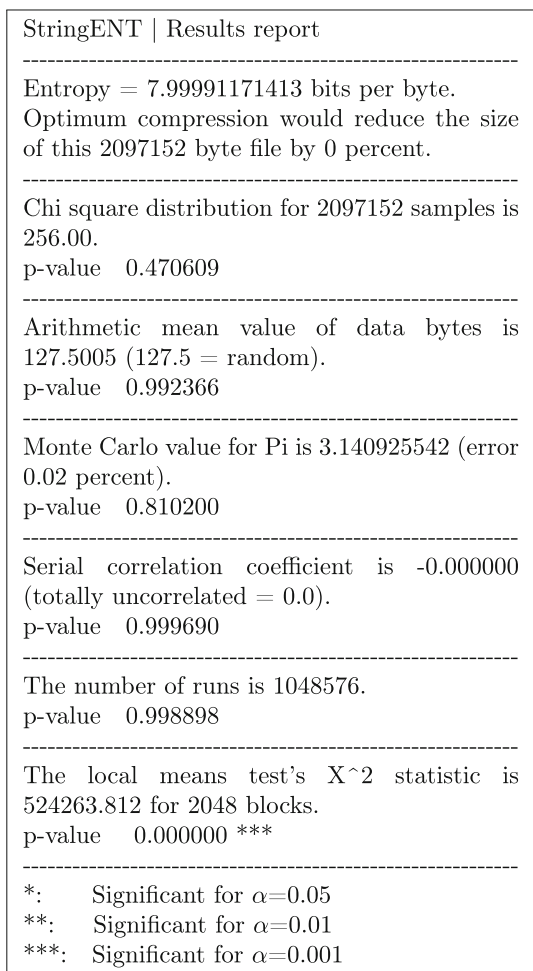 StringENT | Results report
------------------------------------------------------------
Entropy = 7.99991171413 bits per byte.
Optimum compression would reduce the size
of this 2097152 byte file by 0 percent.
------------------------------------------------------------
Chi square distribution for 2097152 samples is
256.00.
p-value 0.470609
------------------------------------------------------------
Arithmetic mean value of data bytes is
127.5005 (127.5 = random).
p-value 0.992366
------------------------------------------------------------
Monte Carlo value for Pi is 3.140925542 (error
0.02 percent).
p-value 0.810200
------------------------------------------------------------
Serial correlation coefficient is -0.000000
(totally uncorrelated = 0.0).
p-value 0.999690
------------------------------------------------------------
The number of runs is 1048576.
p-value 0.998898
------------------------------------------------------------
The local means test's X^2 statistic is
524263.812 for 2048 blocks.
p-value 0.000000 ***
------------------------------------------------------------
*: Significant for α=0.05
**: Significant for α=0.01
***: Significant for α=0.001